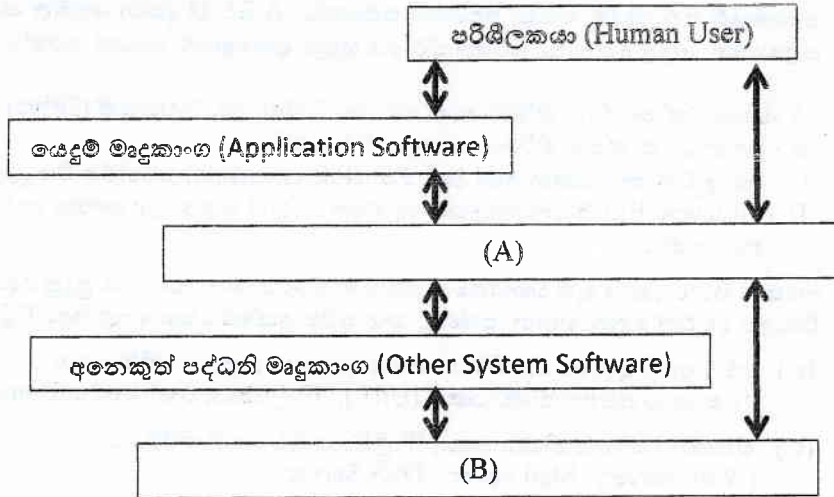 පරිශීලකයා (Human User)
යෙදුම් මෘදුකාංග (Application Software)
(A)
අනෙකුත් පද්ධති මෘදුකාංග (Other System Software)
(B)